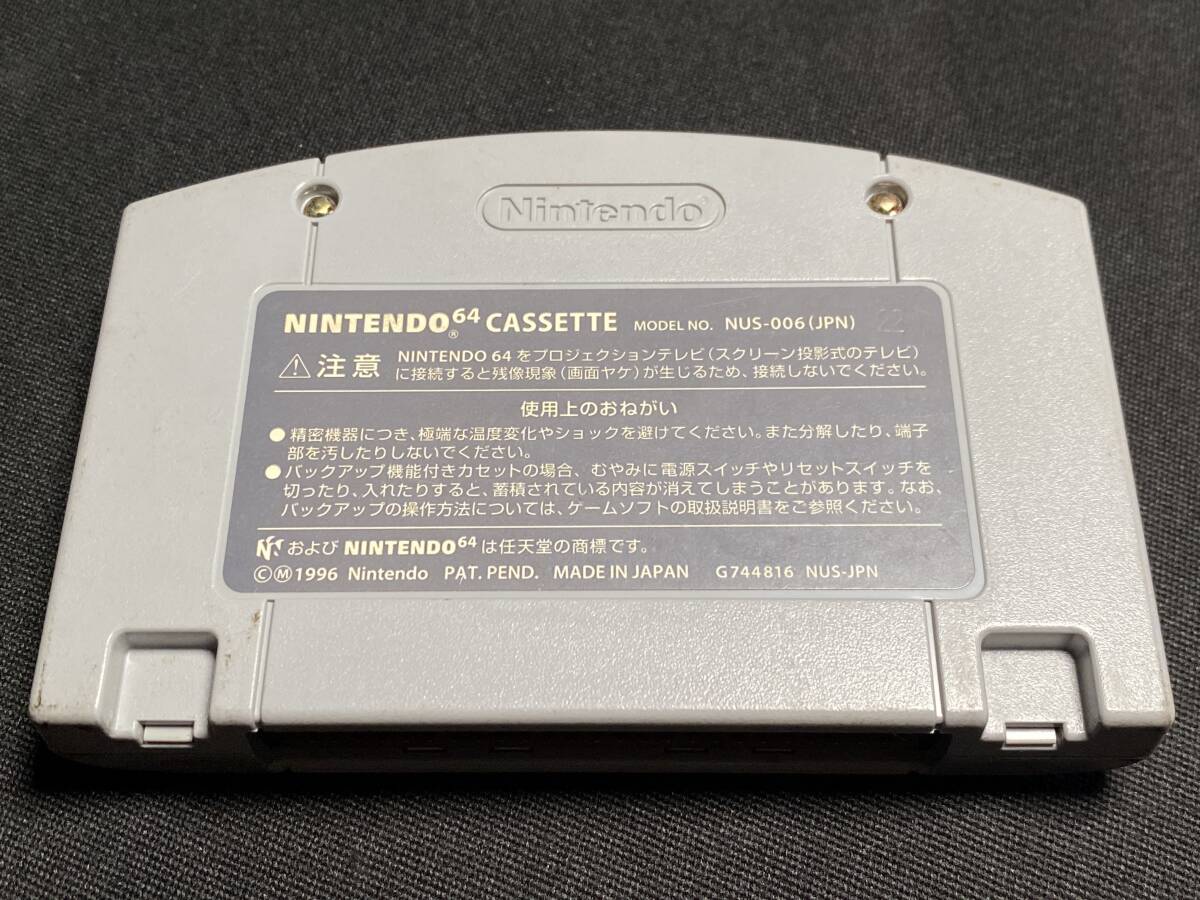 Nintendo
NINTENDO64® CASSETTE MODEL NO. NUS-006(JPN) 22
⚠注意 NINTENDO 64 をプロジェクションテレビ(スクリーン投影式のテレビ)
に接続すると残像現象(画面ヤケ)が生じるため、接続しないでください。
使用上のおねがい
●精密機器につき、極端な温度変化やショックを避けてください。また分解したり、端子
部を汚したりしないでください。
●バックアップ機能付きカセットの場合、むやみに電源スイッチやリセットスイッチを
切ったり、入れたりすると、蓄積されている内容が消えてしまうことがあります。なお、
バックアップの操作方法については、ゲームソフトの取扱説明書をご参照ください。
および NINTENDO64 は任天堂の商標です。
ⒸⓂ1996 Nintendo PAT. PEND. MADE IN JAPAN G744816 NUS-JPN